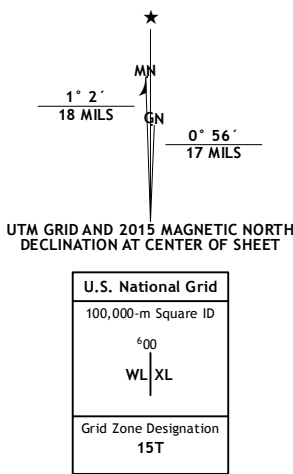 ★
MN
1° 2´
18 MILS
GN
0° 56´
17 MILS
UTM GRID AND 2015 MAGNETIC NORTH
DECLINATION AT CENTER OF SHEET
U.S. National Grid
100,000-m Square ID
⁶00
WL XL
Grid Zone Designation
15T